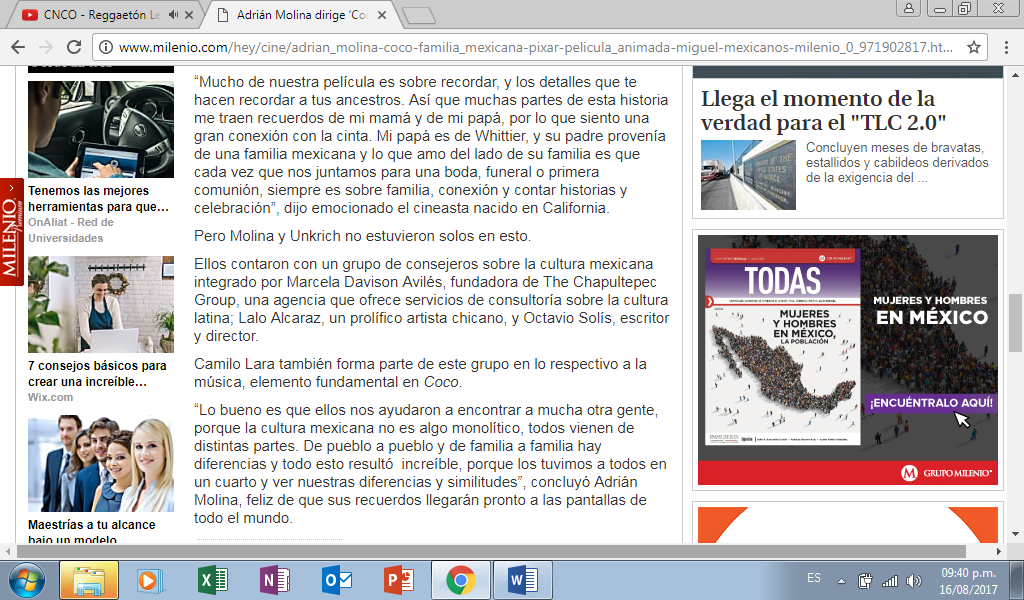 CNCO - Reggaetón Le
Adrián Molina dirige 'Coc
www.milenio.com/hey/cine/adrian_molina-coco-familia_mexicana-pixar-pelicula_animada-miguel-mexicanos-milenio_0_971902817.ht...
“Mucho de nuestra película es sobre recordar, y los detalles que te
hacen recordar a tus ancestros. Así que muchas partes de esta historia
me traen recuerdos de mi mamá y de mi papá, por lo que siento una
gran conexión con la cinta. Mi papá es de Whittier, y su padre provenía
de una familia mexicana y lo que amo del lado de su familia es que
cada vez que nos juntamos para una boda, funeral o primera
comunión, siempre es sobre familia, conexión y contar historias y
celebración”, dijo emocionado el cineasta nacido en California.
Pero Molina y Unkrich no estuvieron solos en esto.
Ellos contaron con un grupo de consejeros sobre la cultura mexicana
integrado por Marcela Davison Avilés, fundadora de The Chapultepec
Group, una agencia que ofrece servicios de consultoría sobre la cultura
latina; Lalo Alcaraz, un prolífico artista chicano, y Octavio Solís, escritor
y director.
Camilo Lara también forma parte de este grupo en lo respectivo a la
música, elemento fundamental en Coco.
“Lo bueno es que ellos nos ayudaron a encontrar a mucha otra gente,
porque la cultura mexicana no es algo monolítico, todos vienen de
distintas partes. De pueblo a pueblo y de familia a familia hay
diferencias y todo esto resultó increíble, porque los tuvimos a todos en
un cuarto y ver nuestras diferencias y similitudes”, concluyó Adrián
Molina, feliz de que sus recuerdos llegarán pronto a las pantallas de
todo el mundo.
MILENIO Premium
Tenemos las mejores
herramientas para que...
OnAliat - Red de
Universidades
7 consejos básicos para
crear una increíble...
Wix.com
Maestrías a tu alcance
bajo un modelo
Llega el momento de la
verdad para el "TLC 2.0"
Concluyen meses de bravatas,
estallidos y cabildeos derivados
de la exigencia del ...
TODAS
MUJERES
Y HOMBRES
EN MÉXICO,
LA POBLACIÓN
INMUJERES
MUJERES Y HOMBRES
EN MÉXICO
¡ENCUÉNTRALO AQUÍ!
GRUPO MILENIO
ES
09:40 p.m.
16/08/2017